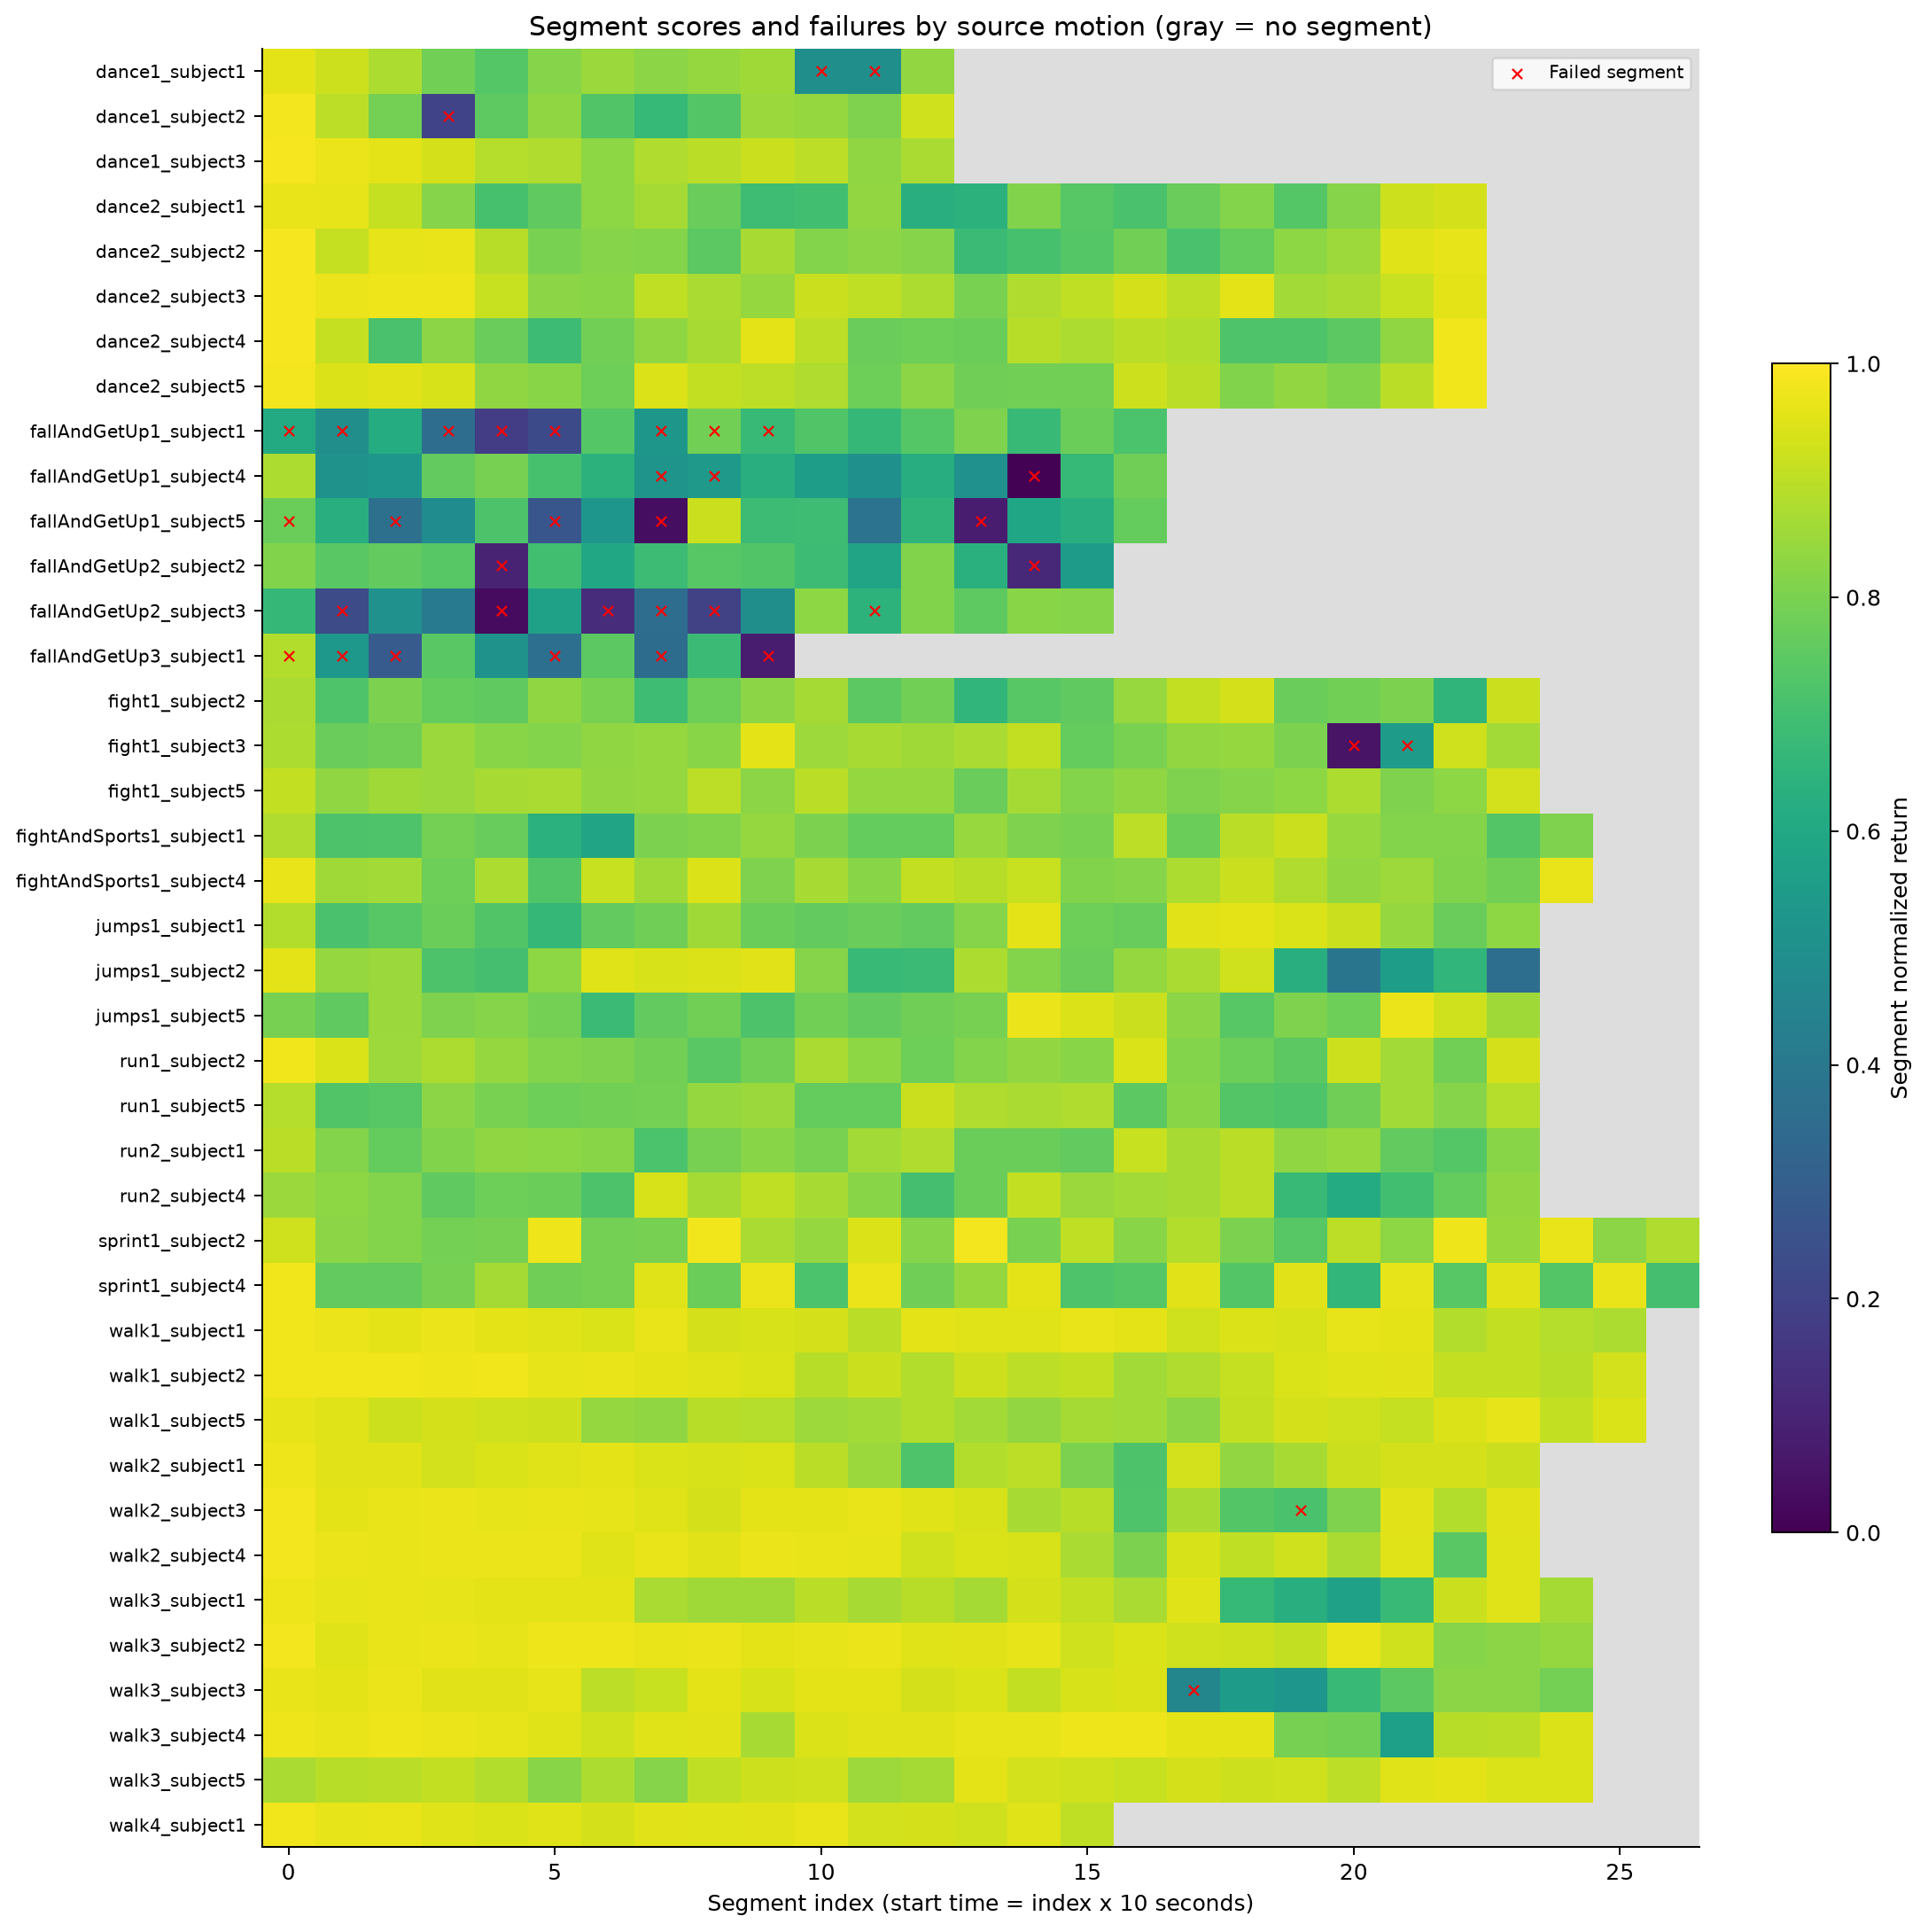 Segment scores and failures by source motion (gray = no segment)
Failed segment
dance1_subject1
dance1_subject2
dance1_subject3
dance2_subject1
dance2_subject2
dance2_subject3
dance2_subject4
dance2_subject5
fallAndGetUp1_subject1
fallAndGetUp1_subject4
fallAndGetUp1_subject5
fallAndGetUp2_subject2
fallAndGetUp2_subject3
fallAndGetUp3_subject1
fight1_subject2
fight1_subject3
fight1_subject5
fightAndSports1_subject1
fightAndSports1_subject4
jumps1_subject1
jumps1_subject2
jumps1_subject5
run1_subject2
run1_subject5
run2_subject1
run2_subject4
sprint1_subject2
sprint1_subject4
walk1_subject1
walk1_subject2
walk1_subject5
walk2_subject1
walk2_subject3
walk2_subject4
walk3_subject1
walk3_subject2
walk3_subject3
walk3_subject4
walk3_subject5
walk4_subject1
0 5 10 15 20 25
Segment index (start time = index x 10 seconds)
1.0
0.8
0.6
0.4
0.2
0.0
Segment normalized return